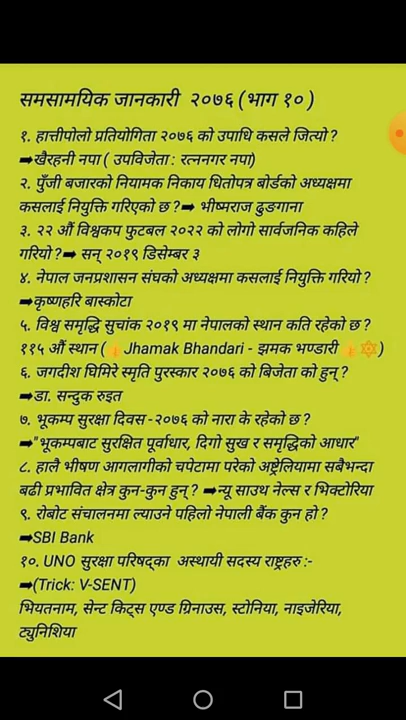 समसामयिक जानकारी २०७६ (भाग १०)
१. हात्तीपोलो प्रतियोगिता २०७६ को उपाधि कसले जित्यो ?
➡खैरहनी नपा ( उपविजेता : रत्ननगर नपा)
२. पुँजी बजारको नियामक निकाय धितोपत्र बोर्डको अध्यक्षमा
कसलाई नियुक्ति गरिएको छ ?➡ भीष्मराज ढुङगाना
३. २२ औं विश्वकप फुटबल २०२२ को लोगो सार्वजनिक कहिले
गरियो ?➡ सन् २०१९ डिसेम्बर ३
४. नेपाल जनप्रशासन संघको अध्यक्षमा कसलाई नियुक्ति गरियो ?
➡कृष्णहरि बास्कोटा
५. विश्व समृद्धि सुचांक २०१९ मा नेपालको स्थान कति रहेको छ ?
११५ औं स्थान (👍Jhamak Bhandari - झमक भण्डारी👍🔯)
६. जगदीश घिमिरे स्मृति पुरस्कार २०७६ को बिजेता को हुन् ?
➡डा. सन्दुक रुइत
७. भूकम्प सुरक्षा दिवस -२०७६ को नारा के रहेको छ ?
➡"भूकम्पबाट सुरक्षित पूर्वाधार, दिगो सुख र समृद्धिको आधार"
८. हालै भीषण आगलागीको चपेटामा परेको अष्ट्रेलियामा सबैभन्दा
बढी प्रभावित क्षेत्र कुन-कुन हुन् ? ➡न्यू साउथ नेल्स र भिक्टोरिया
९. रोबोट संचालनमा ल्याउने पहिलो नेपाली बैंक कुन हो ?
➡SBI Bank
१०. UNO सुरक्षा परिषद्का अस्थायी सदस्य राष्ट्रहरु :-
➡(Trick: V-SENT)
भियतनाम, सेन्ट किट्स एण्ड ग्रिनाउस, स्टोनिया, नाइजेरिया,
ट्युनिशिया